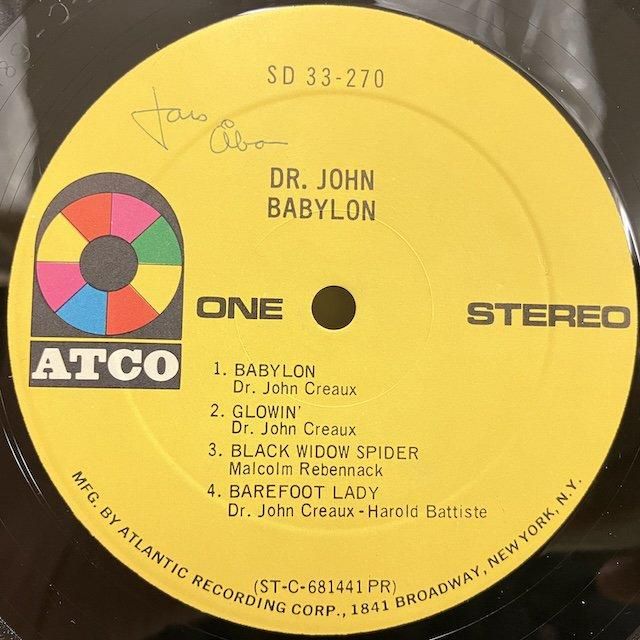 SD 33-270
DR. JOHN
BABYLON
ONE
STEREO
ATCO
1. BABYLON
Dr. John Creaux
2. GLOWIN'
Dr. John Creaux
3. BLACK WIDOW SPIDER
Malcolm Rebennack
4. BAREFOOT LADY
Dr. John Creaux - Harold Battiste
(ST-C-681441 PR)
MFG. BY ATLANTIC RECORDING CORP., 1841 BROADWAY, NEW YORK, N.Y.